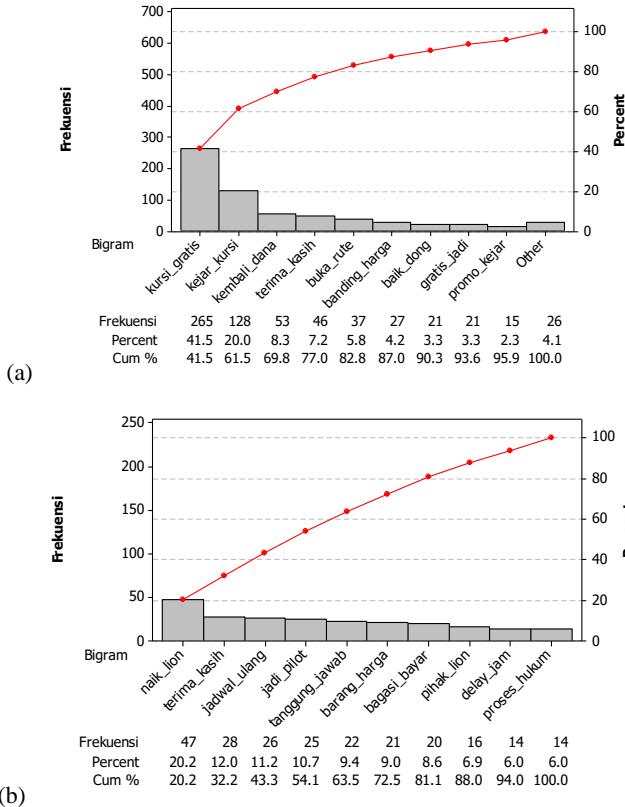 700
600
500
400
300
200
100
0
Frekuensi
100
80
60
40
20
0
Percent
Bigram
kursi_gratis
kejar_kursi
kembali_dana
terima_kasih
buka_rute
banding_harga
baik_dong
gratis_jadi
promo_kejar
Other
Frekuensi 265 128 53 46 37 27 21 21 15 26
Percent 41.5 20.0 8.3 7.2 5.8 4.2 3.3 3.3 2.3 4.1
Cum % 41.5 61.5 69.8 77.0 82.8 87.0 90.3 93.6 95.9 100.0
(a)
250
200
150
100
50
0
Frekuensi
100
80
60
40
20
0
Bigram
naik_lion
terima_kasih
jadwal_ulang
jadi_pilot
tanggung_jawab
barang_harga
bagasi_bayar
pihak_lion
delay_jam
proses_hukum
Frekuensi 47 28 26 25 22 21 20 16 14 14
Percent 20.2 12.0 11.2 10.7 9.4 9.0 8.6 6.9 6.0 6.0
Cum % 20.2 32.2 43.3 54.1 63.5 72.5 81.1 88.0 94.0 100.0
(b)